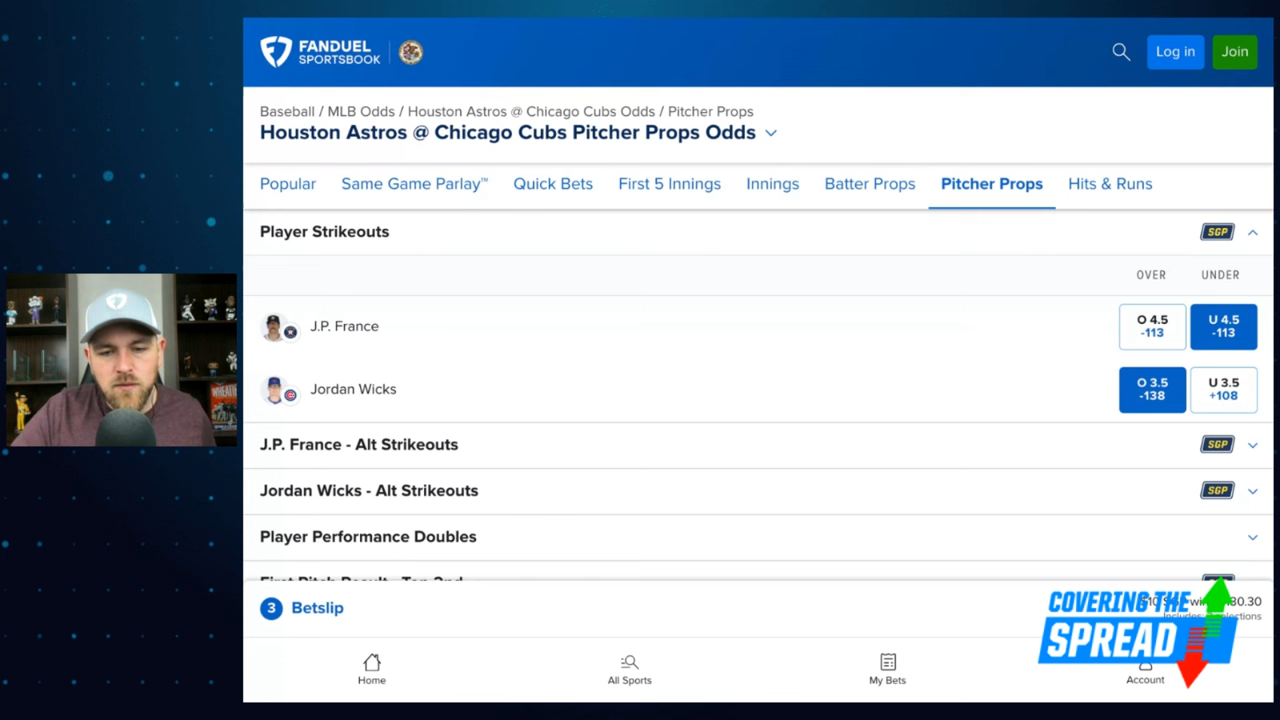 FANDUEL
SPORTSBOOK
Log in
Join
Baseball / MLB Odds / Houston Astros @ Chicago Cubs Odds / Pitcher Props
Houston Astros @ Chicago Cubs Pitcher Props Odds
Popular Same Game Parlay™ Quick Bets First 5 Innings Innings Batter Props Pitcher Props Hits & Runs
Player Strikeouts SGP
OVER UNDER
J.P. France
O 4.5 U 4.5
-113 -113
Jordan Wicks
O 3.5 U 3.5
-138 +108
J.P. France - Alt Strikeouts SGP
Jordan Wicks - Alt Strikeouts SGP
Player Performance Doubles
3 Betslip
COVERING THE
SPREAD
Home All Sports My Bets Account
WHEATIES